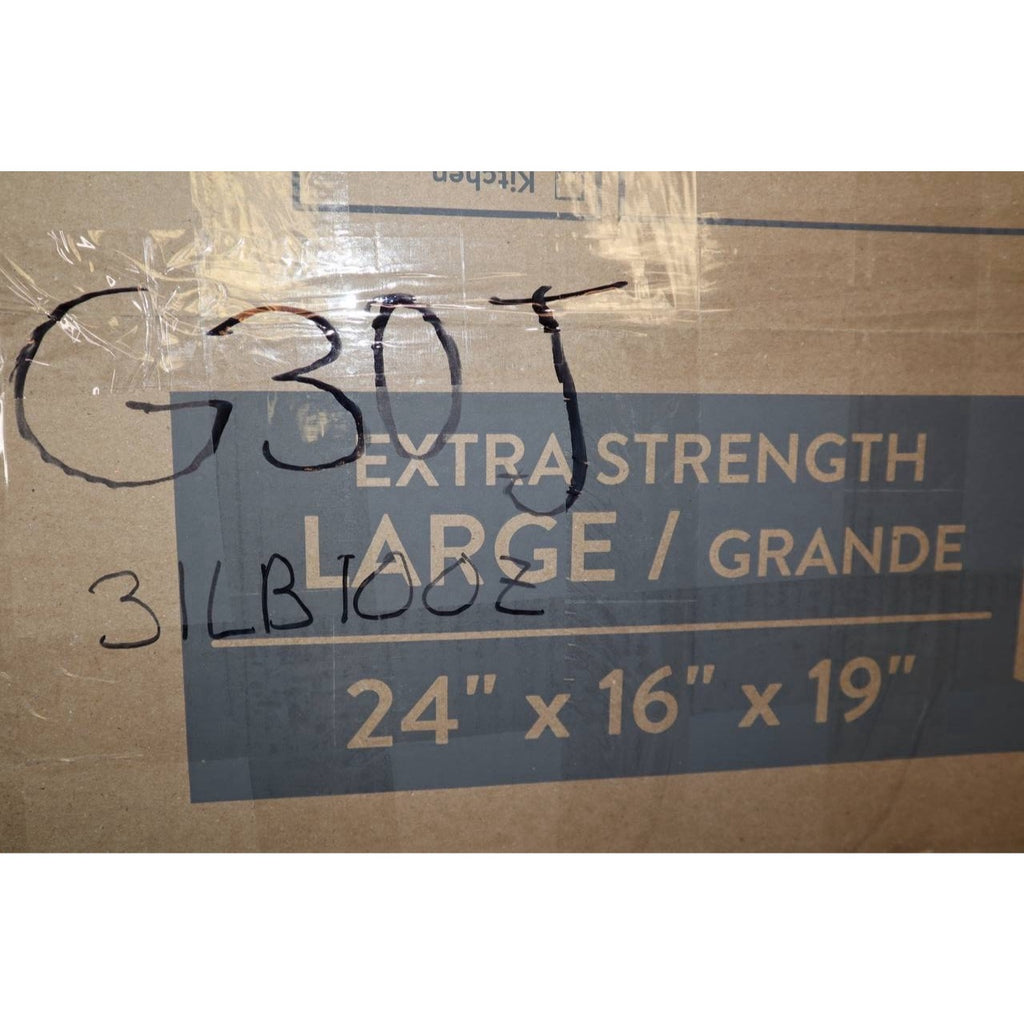 Kitchen
G30J
EXTRA STRENGTH
LARGE / GRANDE
31LB10OZ
24" x 16" x 19"